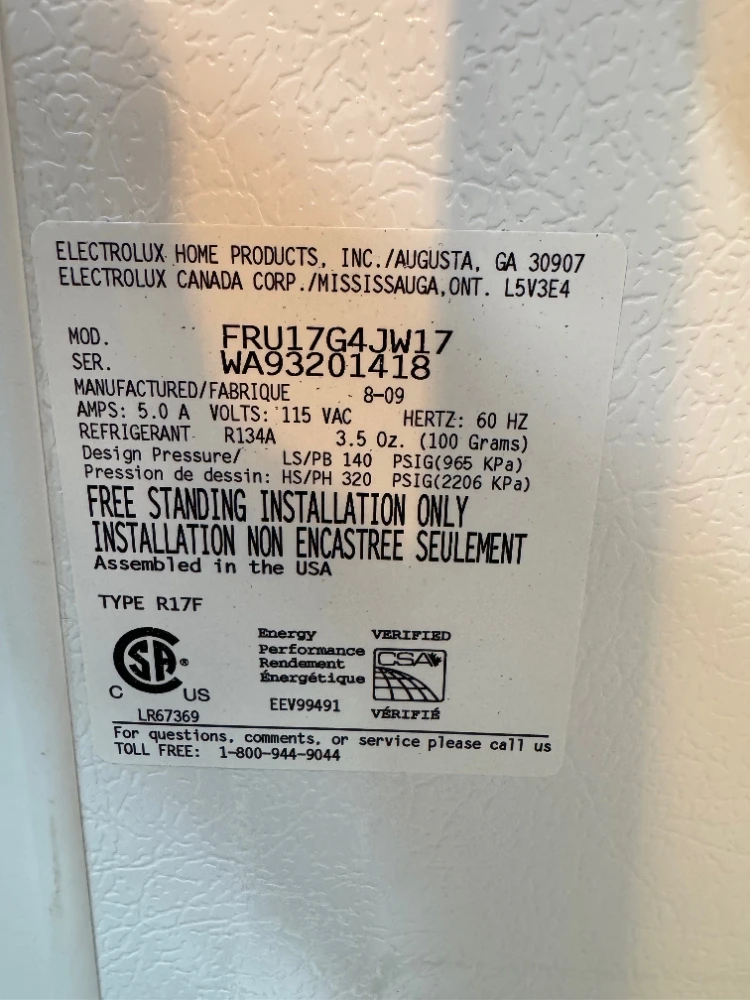 ELECTROLUX HOME PRODUCTS, INC./AUGUSTA, GA 30907
ELECTROLUX CANADA CORP./MISSISSAUGA,ONT. L5V3E4
MOD. FRU17G4JW17
SER. WA93201418
MANUFACTURED/FABRIQUE 8-09
AMPS: 5.0 A VOLTS: 115 VAC HERTZ: 60 HZ
REFRIGERANT R134A 3.5 Oz. (100 Grams)
Design Pressure/ LS/PB 140 PSIG(965 KPa)
Pression de dessin: HS/PH 320 PSIG(2206 KPa)
FREE STANDING INSTALLATION ONLY
INSTALLATION NON ENCASTREE SEULEMENT
Assembled in the USA
TYPE R17F
SA®
C US
LR67369
Energy
Performance
Rendement
Énergétique
EEV99491
VERIFIED
CSA
VÉRIFIÉ
For questions, comments, or service please call us
TOLL FREE: 1-800-944-9044